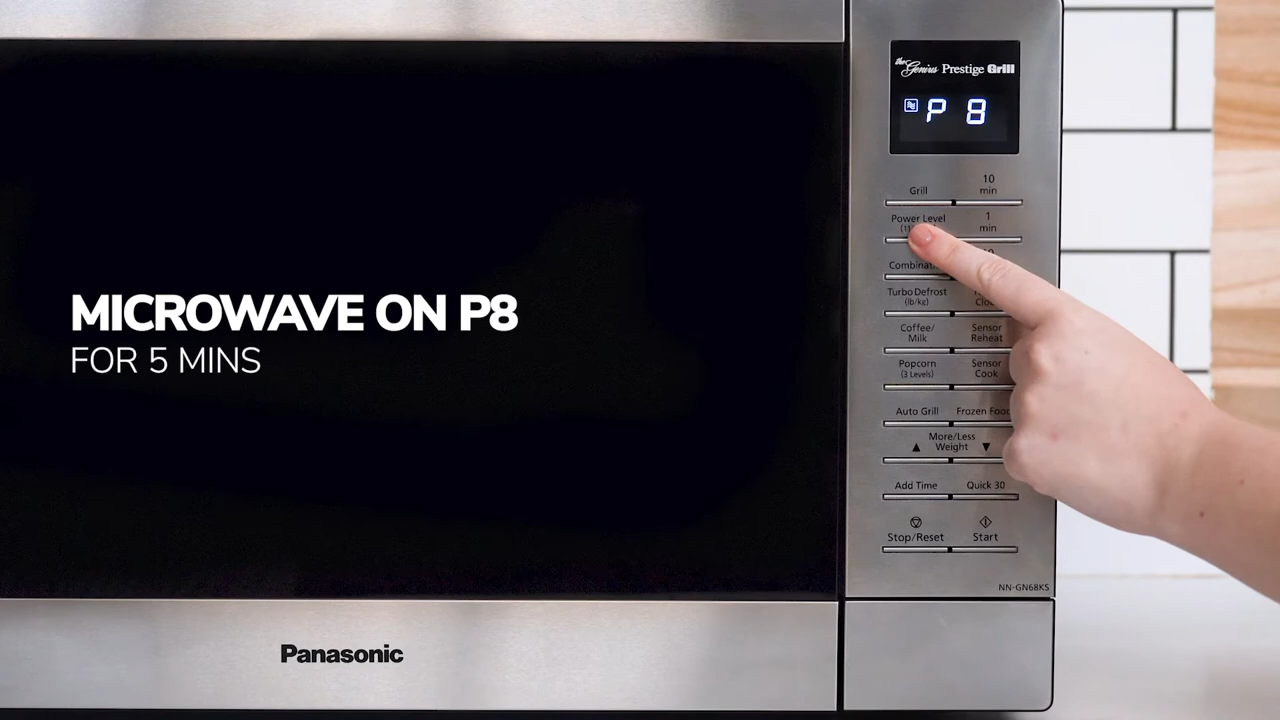 MICROWAVE ON P8
FOR 5 MINS
the Genius Prestige Grill
P 8
Grill
10 min
Power Level
1 min
Turbo Defrost (lb/kg)
Coffee/ Milk
Sensor Reheat
Popcorn (3 Levels)
Sensor Cook
Auto Grill
Frozen
▲ More/Less Weight ▼
Add Time
Quick 30
Stop/Reset
Start
NN-GN68KS
Panasonic